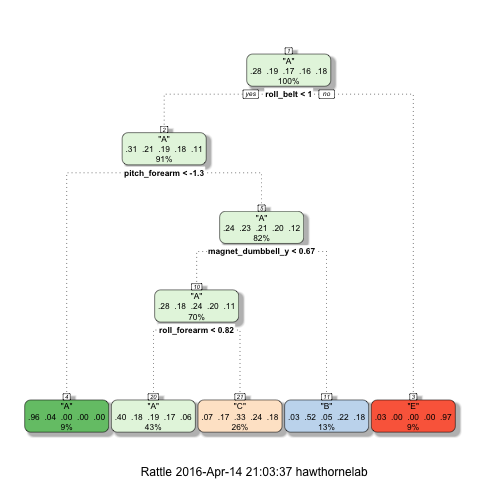 1
"A"
.28 .19 .17 .16 .18
100%
yes roll_belt < 1 no
2
"A"
.31 .21 .19 .18 .11
91%
pitch_forearm < -1.3
5
"A"
.24 .23 .21 .20 .12
82%
magnet_dumbbell_y < 0.67
10
"A"
.28 .18 .24 .20 .11
70%
roll_forearm < 0.82
4 20 21 11 3
"A" "A" "C" "B" "E"
.96 .04 .00 .00 .00 .40 .18 .19 .17 .06 .07 .17 .33 .24 .18 .03 .52 .05 .22 .18 .03 .00 .00 .00 .97
9% 43% 26% 13% 9%
Rattle 2016-Apr-14 21:03:37 hawthornelab